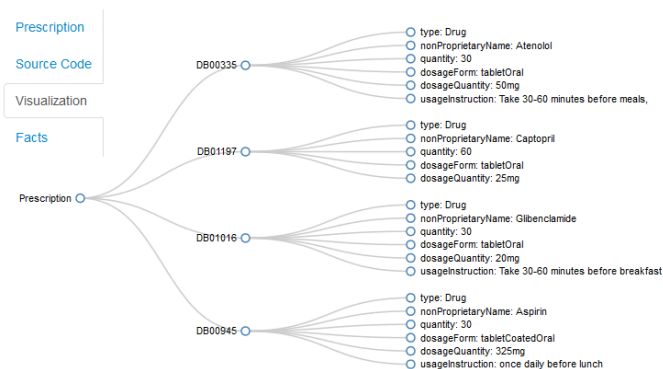 Prescription
Source Code
Visualization
Facts
Prescription
DB00335
type: Drug
nonProprietaryName: Atenolol
quantity: 30
dosageForm: tabletOral
dosageQuantity: 50mg
usageInstruction: Take 30-60 minutes before meals,
DB01197
type: Drug
nonProprietaryName: Captopril
quantity: 60
dosageForm: tabletOral
dosageQuantity: 25mg
DB01016
type: Drug
nonProprietaryName: Glibenclamide
quantity: 30
dosageForm: tabletOral
dosageQuantity: 20mg
usageInstruction: Take 30-60 minutes before breakfast
DB00945
type: Drug
nonProprietaryName: Aspirin
quantity: 30
dosageForm: tabletCoatedOral
dosageQuantity: 325mg
usageInstruction: once daily before lunch